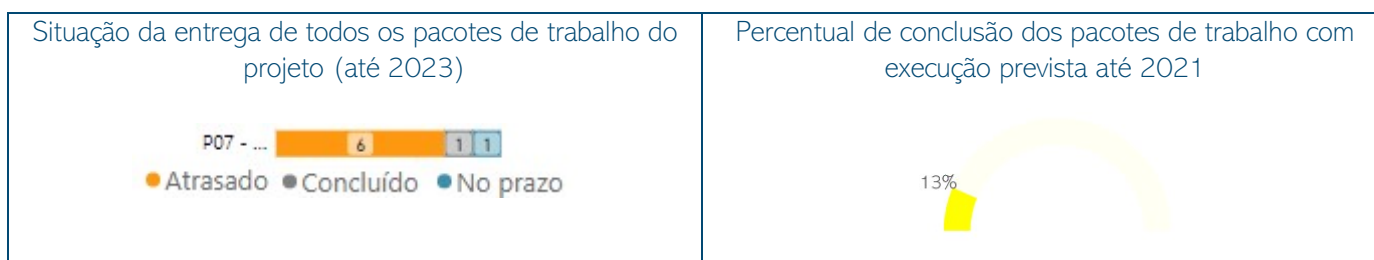 Situação da entrega de todos os pacotes de trabalho do
projeto (até 2023)
P07 - ...
6
1
1
Atrasado
Concluído
No prazo
Percentual de conclusão dos pacotes de trabalho com
execução prevista até 2021
13%